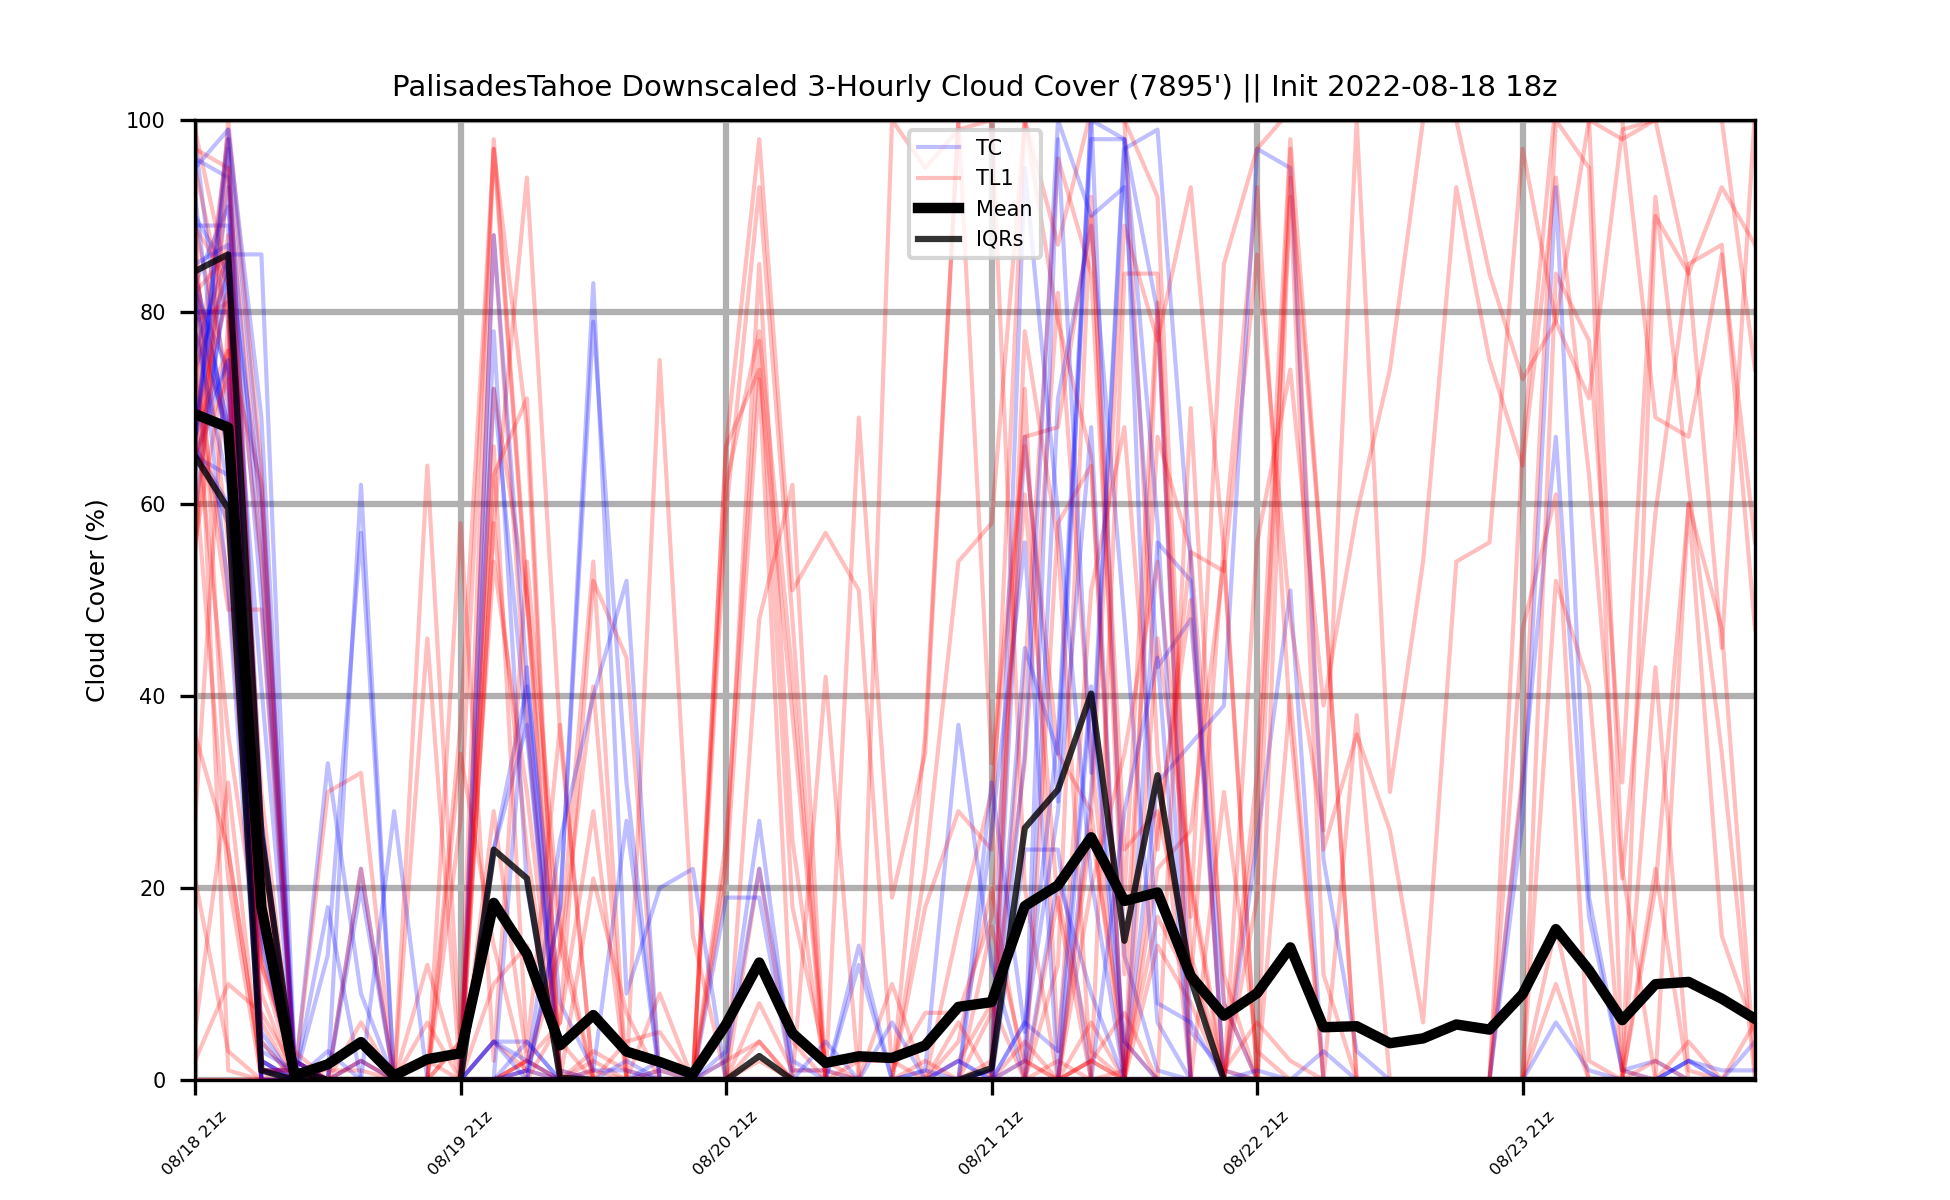 PalisadesTahoe Downscaled 3-Hourly Cloud Cover (7895') || Init 2022-08-18 18z
Cloud Cover (%)
100
80
60
40
20
0
TC
TL1
Mean
IQRs
08/18 21z
08/19 21z
08/20 21z
08/21 21z
08/22 21z
08/23 21z